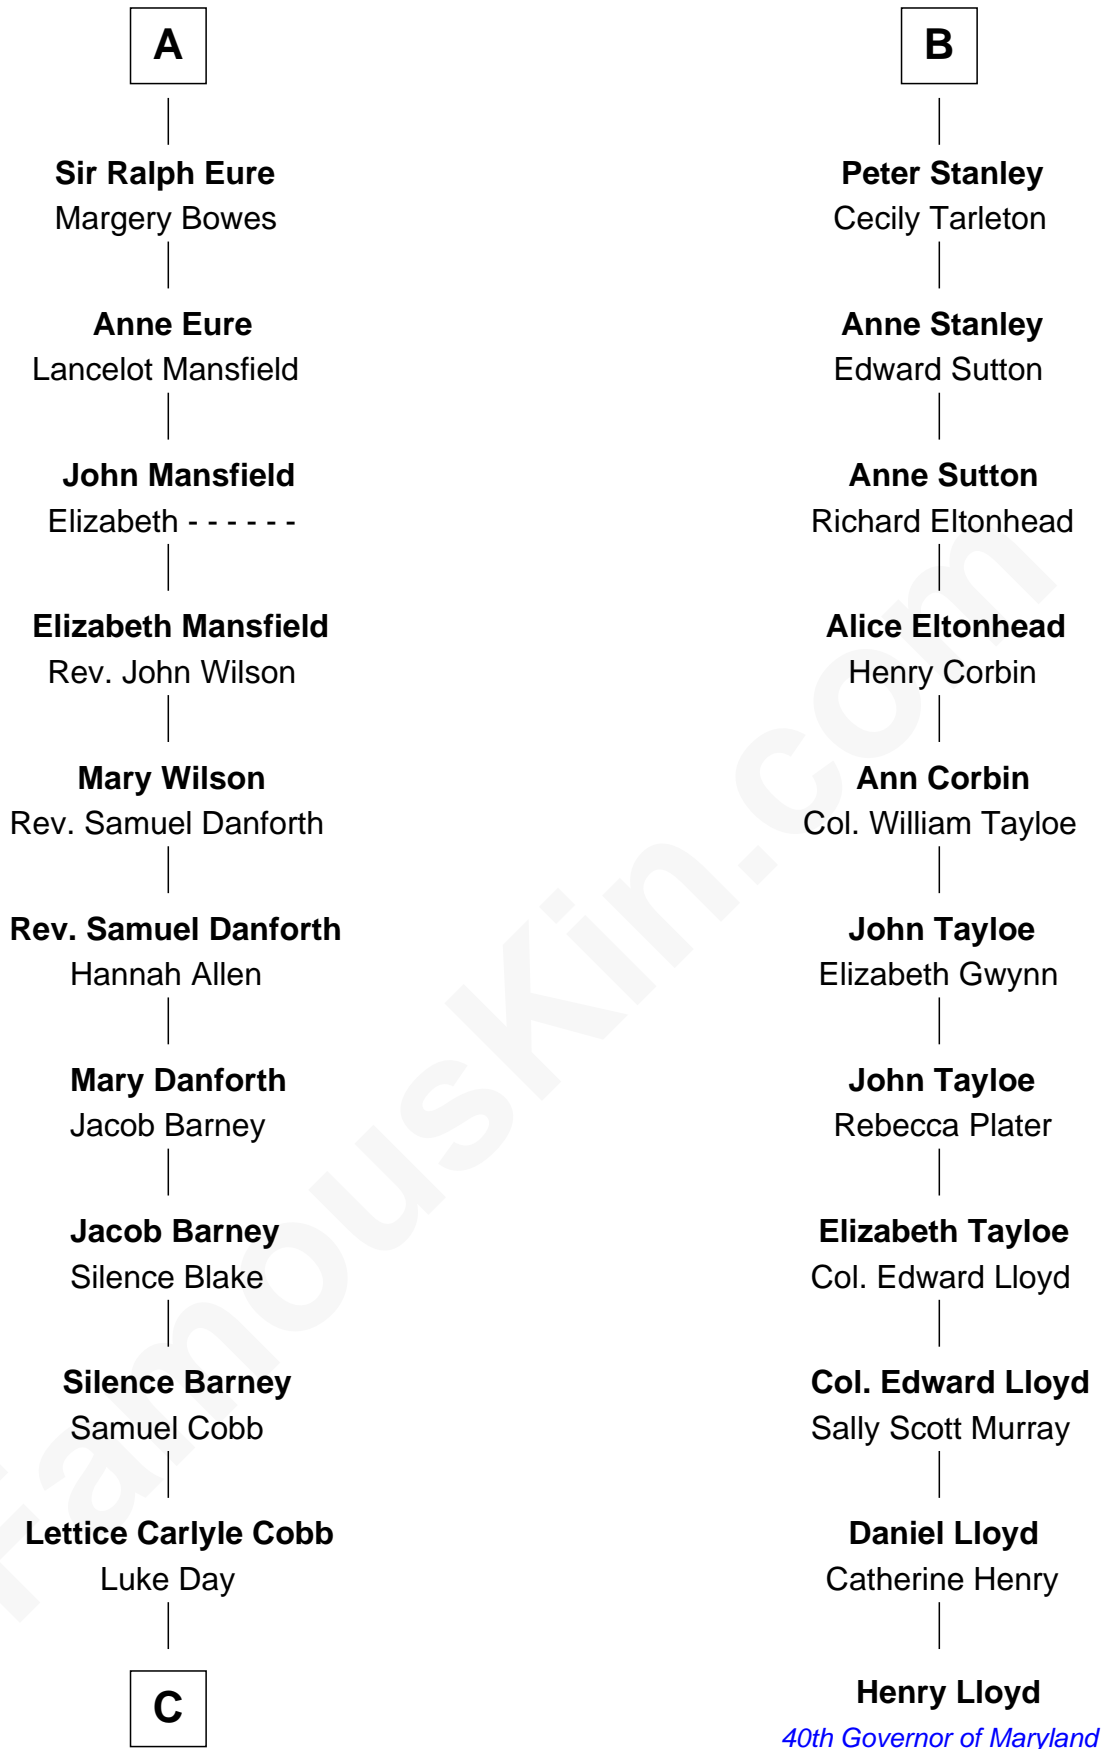 A
Sir Ralph Eure
Margery Bowes
Anne Eure
Lancelot Mansfield
John Mansfield
Elizabeth - - - - - -
Elizabeth Mansfield
Rev. John Wilson
Mary Wilson
Rev. Samuel Danforth
Rev. Samuel Danforth
Hannah Allen
Mary Danforth
Jacob Barney
Jacob Barney
Silence Blake
Silence Barney
Samuel Cobb
Lettice Carlyle Cobb
Luke Day
C
B
Peter Stanley
Cecily Tarleton
Anne Stanley
Edward Sutton
Anne Sutton
Richard Eltonhead
Alice Eltonhead
Henry Corbin
Ann Corbin
Col. William Tayloe
John Tayloe
Elizabeth Gwynn
John Tayloe
Rebecca Plater
Elizabeth Tayloe
Col. Edward Lloyd
Col. Edward Lloyd
Sally Scott Murray
Daniel Lloyd
Catherine Henry
Henry Lloyd
40th Governor of Maryland
FamousKin.com